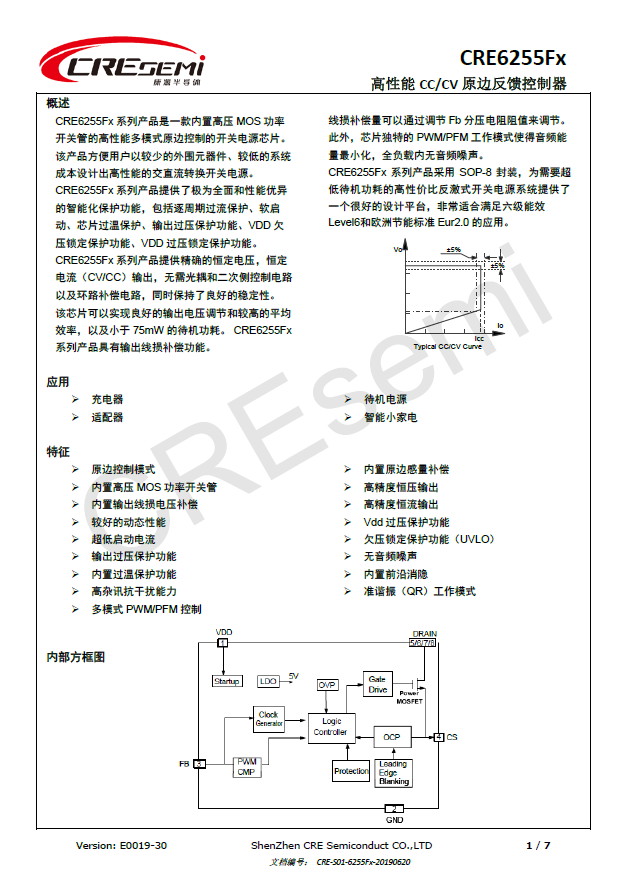 CRESEMI
康源半导体
CRE6255Fx
高性能 CC/CV 原边反馈控制器
概述
CRE6255Fx 系列产品是一款内置高压 MOS 功率
开关管的高性能多模式原边控制的开关电源芯片。
该产品方便用户以较少的外围元器件、较低的系统
成本设计出高性能的交直流转换开关电源。
CRE6255Fx 系列产品提供了极为全面和性能优异
的智能化保护功能，包括逐周期过流保护、软启
动、芯片过温保护、输出过压保护功能、VDD 欠
压锁定保护功能、VDD 过压锁定保护功能。
CRE6255Fx 系列产品提供精确的恒定电压，恒定
电流（CV/CC）输出，无需光耦和二次侧控制电路
以及环路补偿电路，同时保持了良好的稳定性。
该芯片可以实现良好的输出电压调节和较高的平均
效率，以及小于 75mW 的待机功耗。 CRE6255Fx
系列产品具有输出线损补偿功能。
线损补偿量可以通过调节 Fb 分压电阻阻值来调节。
此外，芯片独特的 PWM/PFM 工作模式使得音频能
量最小化，全负载内无音频噪声。
CRE6255Fx 系列产品采用 SOP-8 封装，为需要超
低待机功耗的高性价比反激式开关电源系统提供了
一个很好的设计平台，非常适合满足六级能效
Level6和欧洲节能标准 Eur2.0 的应用。
Vo
±5%
±5%
Io
Icc
Typical CC/CV Curve
应用
➢ 充电器
➢ 适配器
➢ 待机电源
➢ 智能小家电
特征
➢ 原边控制模式
➢ 内置高压 MOS 功率开关管
➢ 内置输出线损电压补偿
➢ 较好的动态性能
➢ 超低启动电流
➢ 输出过压保护功能
➢ 内置过温保护功能
➢ 高杂讯抗干扰能力
➢ 多模式 PWM/PFM 控制
➢ 内置原边感量补偿
➢ 高精度恒压输出
➢ 高精度恒流输出
➢ Vdd 过压保护功能
➢ 欠压锁定保护功能（UVLO）
➢ 无音频噪声
➢ 内置前沿消隐
➢ 准谐振（QR）工作模式
内部方框图
VDD
1
DRAIN
5/6/7/8
Startup
LDO
5V
OVP
Gate
Drive
Power
MOSFET
Clock
Generator
Logic
Controller
OCP
4 CS
FB 3
PWM
CMP
Protection
Leading
Edge
Blanking
2
GND
CREsemi
Version: E0019-30
ShenZhen CRE Semiconduct CO.,LTD
1 / 7
文档编号： CRE-S01-6255Fx-20190620